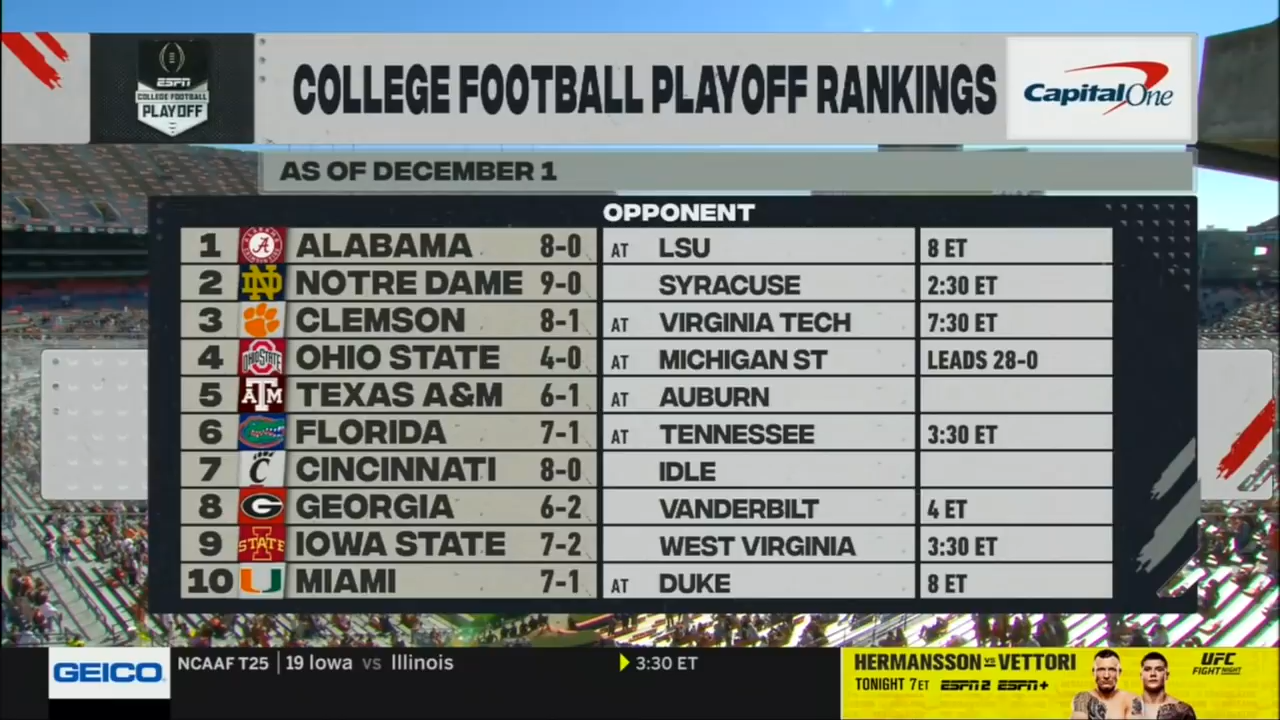 ESPN
COLLEGE FOOTBALL
PLAYOFF
COLLEGE FOOTBALL PLAYOFF RANKINGS
Capital One
AS OF DECEMBER 1
OPPONENT
1 A ALABAMA 8-0 AT LSU 8 ET
2 ND NOTRE DAME 9-0 SYRACUSE 2:30 ET
3 CLEMSON 8-1 AT VIRGINIA TECH 7:30 ET
4 OHIO STATE OHIO STATE 4-0 AT MICHIGAN ST LEADS 28-0
5 ATM TEXAS A&M 6-1 AT AUBURN
6 FLORIDA 7-1 AT TENNESSEE 3:30 ET
7 C CINCINNATI 8-0 IDLE
8 G GEORGIA 6-2 VANDERBILT 4 ET
9 STATE IOWA STATE 7-2 WEST VIRGINIA 3:30 ET
10 U MIAMI 7-1 AT DUKE 8 ET
GEICO
NCAAF T25 19 Iowa vs Illinois 3:30 ET
HERMANSSON VS VETTORI
TONIGHT 7ET ESPN2 ESPN+
UFC
FIGHT NIGHT